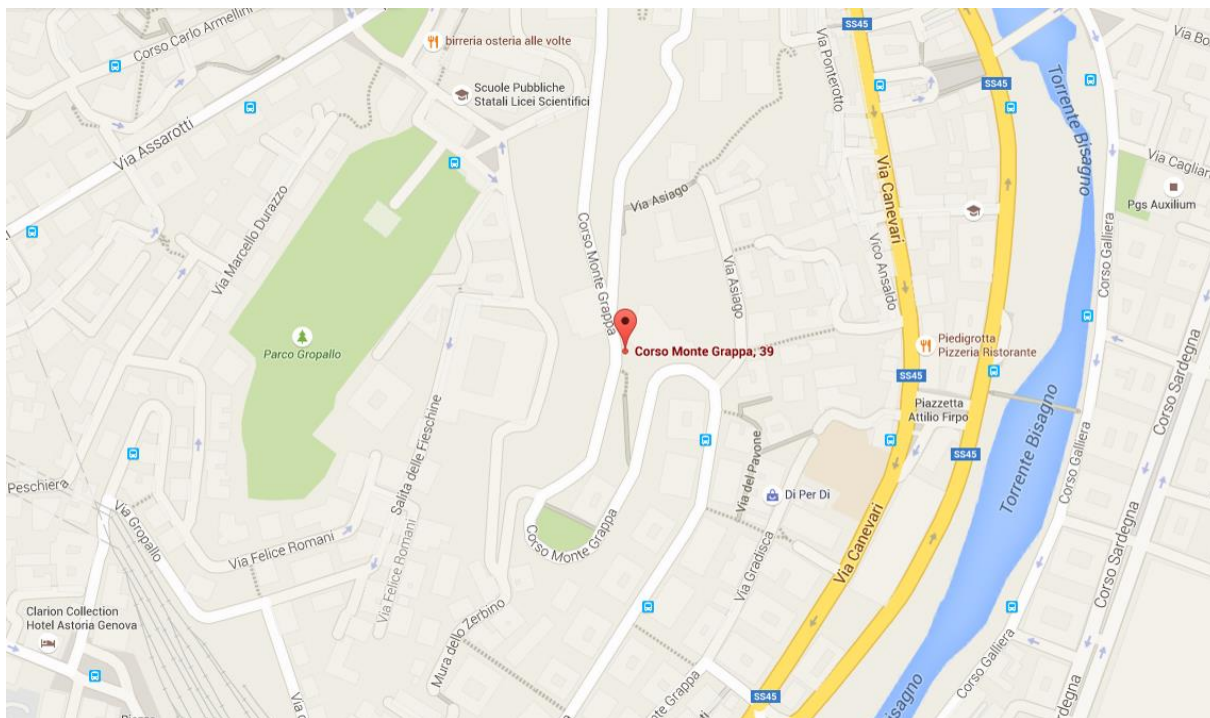 Corso Carlo Armellini
birreria osteria alle volte
SS45
Via Ponterotto
SS45
Torrente Bisagno
Via Bo
Scuole Pubbliche
Statali Licei Scientifici
Via Assarotti
Via Canevari
Via Cagliari
Pgs Auxilium
Via Marcello Durazzo
Via Asiago
Corso Monte Grappa
Via Asiago
Vico Ansaldo
Corso Galliera
Parco Gropallo
Corso Monte Grappa, 39
Piedigrotta
Pizzeria Ristorante
SS45
Corso Sardegna
Piazzetta
Attilio Firpo
Salita delle Fieschine
Via del Pavone
SS45
Torrente Bisagno
Corso Galliera
Peschiera
Di Per Di
Via Gropallo
Via Felice Romani
Via Felice Romani
Corso Monte Grappa
Via Gradisca
Via Canevari
Corso Sardegna
Clarion Collection
Hotel Astoria Genova
Mura dello Zerbino
Corso Galliera
Grappa
SS45
Bisagno
degna